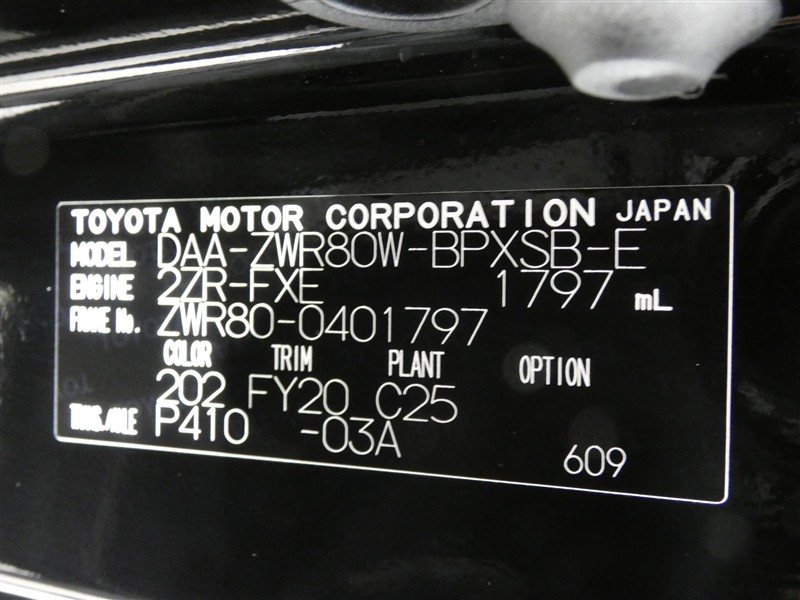 TOYOTA MOTOR CORPORATION JAPAN
MODEL DAA-ZWR80W-BPXSB-E
ENGINE 2ZR-FXE 1797 mL
FRAME No. ZWR80-0401797
COLOR TRIM PLANT OPTION
202 FY20 C25
TRANS./AXLE P410 -03A
609